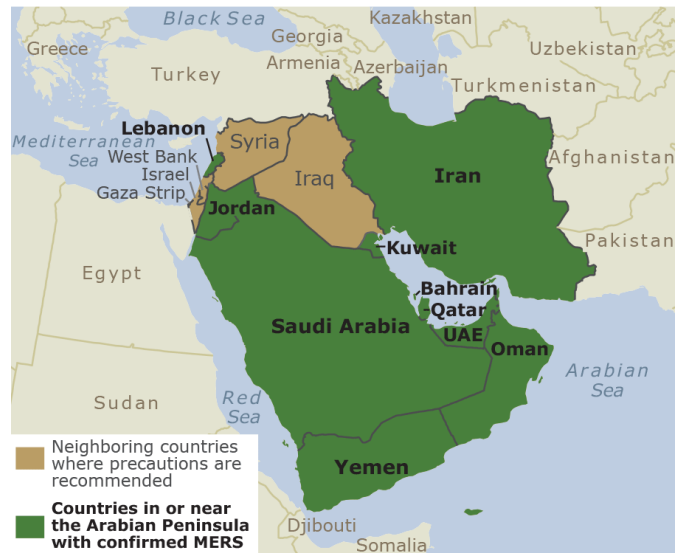 Black Sea
Kazakhstan
Greece
Georgia
Uzbekistan
Armenia
Azerbaijan
Turkey
Turkmenistan
Mediterranean
Sea
Lebanon
Syria
West Bank
Israel
Gaza Strip
Iraq
Iran
Afghanistan
Jordan
Pakistan
Kuwait
Egypt
Bahrain
Qatar
Saudi Arabia
UAE
Oman
Arabian
Sea
Red
Sea
Sudan
Yemen
Djibouti
Somalia
Neighboring countries
where precautions are
recommended
Countries in or near
the Arabian Peninsula
with confirmed MERS